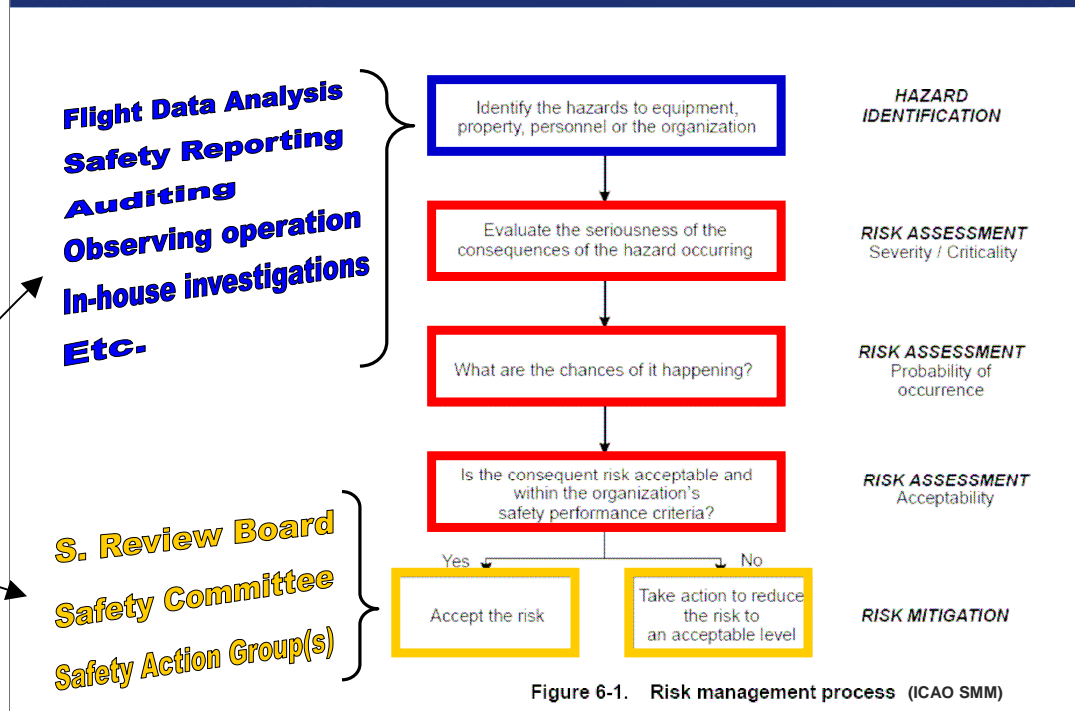 Flight Data Analysis
Safety Reporting
Auditing
Observing operation
In-house investigations
Etc.
Identify the hazards to equipment,
property, personnel or the organization
HAZARD
IDENTIFICATION
Evaluate the seriousness of the
consequences of the hazard occurring
RISK ASSESSMENT
Severity / Criticality
What are the chances of it happening?
RISK ASSESSMENT
Probability of
occurrence
Is the consequent risk acceptable and
within the organization's
safety performance criteria?
RISK ASSESSMENT
Acceptability
S. Review Board
Safety Committee
Safety Action Group(s)
Yes
No
Accept the risk
Take action to reduce
the risk to
an acceptable level
RISK MITIGATION
Figure 6-1. Risk management process (ICAO SMM)